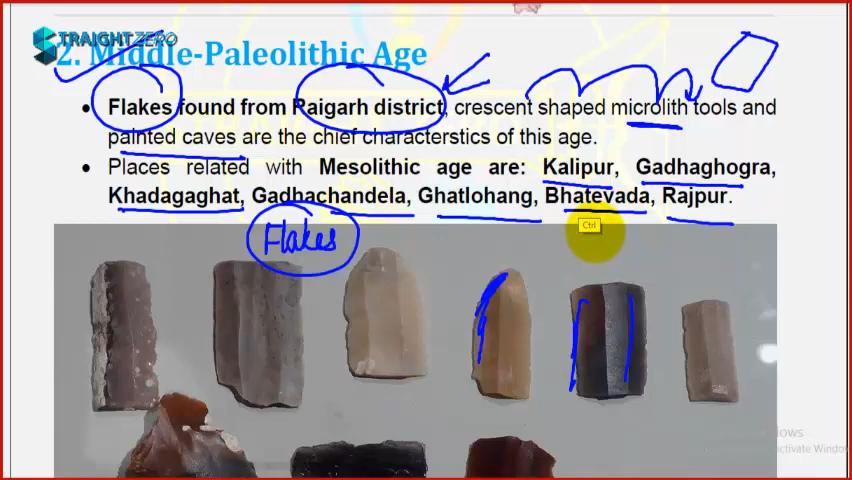 STRAIGHTZERO
2. Middle-Paleolithic Age
• Flakes found from Raigarh district, crescent shaped microlith tools and
painted caves are the chief characterstics of this age.
• Places related with Mesolithic age are: Kalipur, Gadhaghogra,
Khadagaghat, Gadhachandela, Ghatlohang, Bhatevada, Rajpur.
Ctrl
Flakes